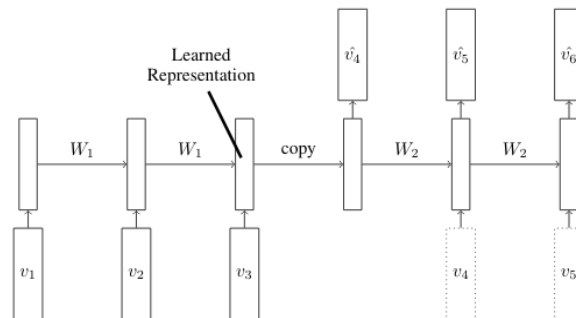 Learned
Representation
v̂₄
v̂₅
v̂₆
W₁
W₁
copy
W₂
W₂
v₁
v₂
v₃
v₄
v₅